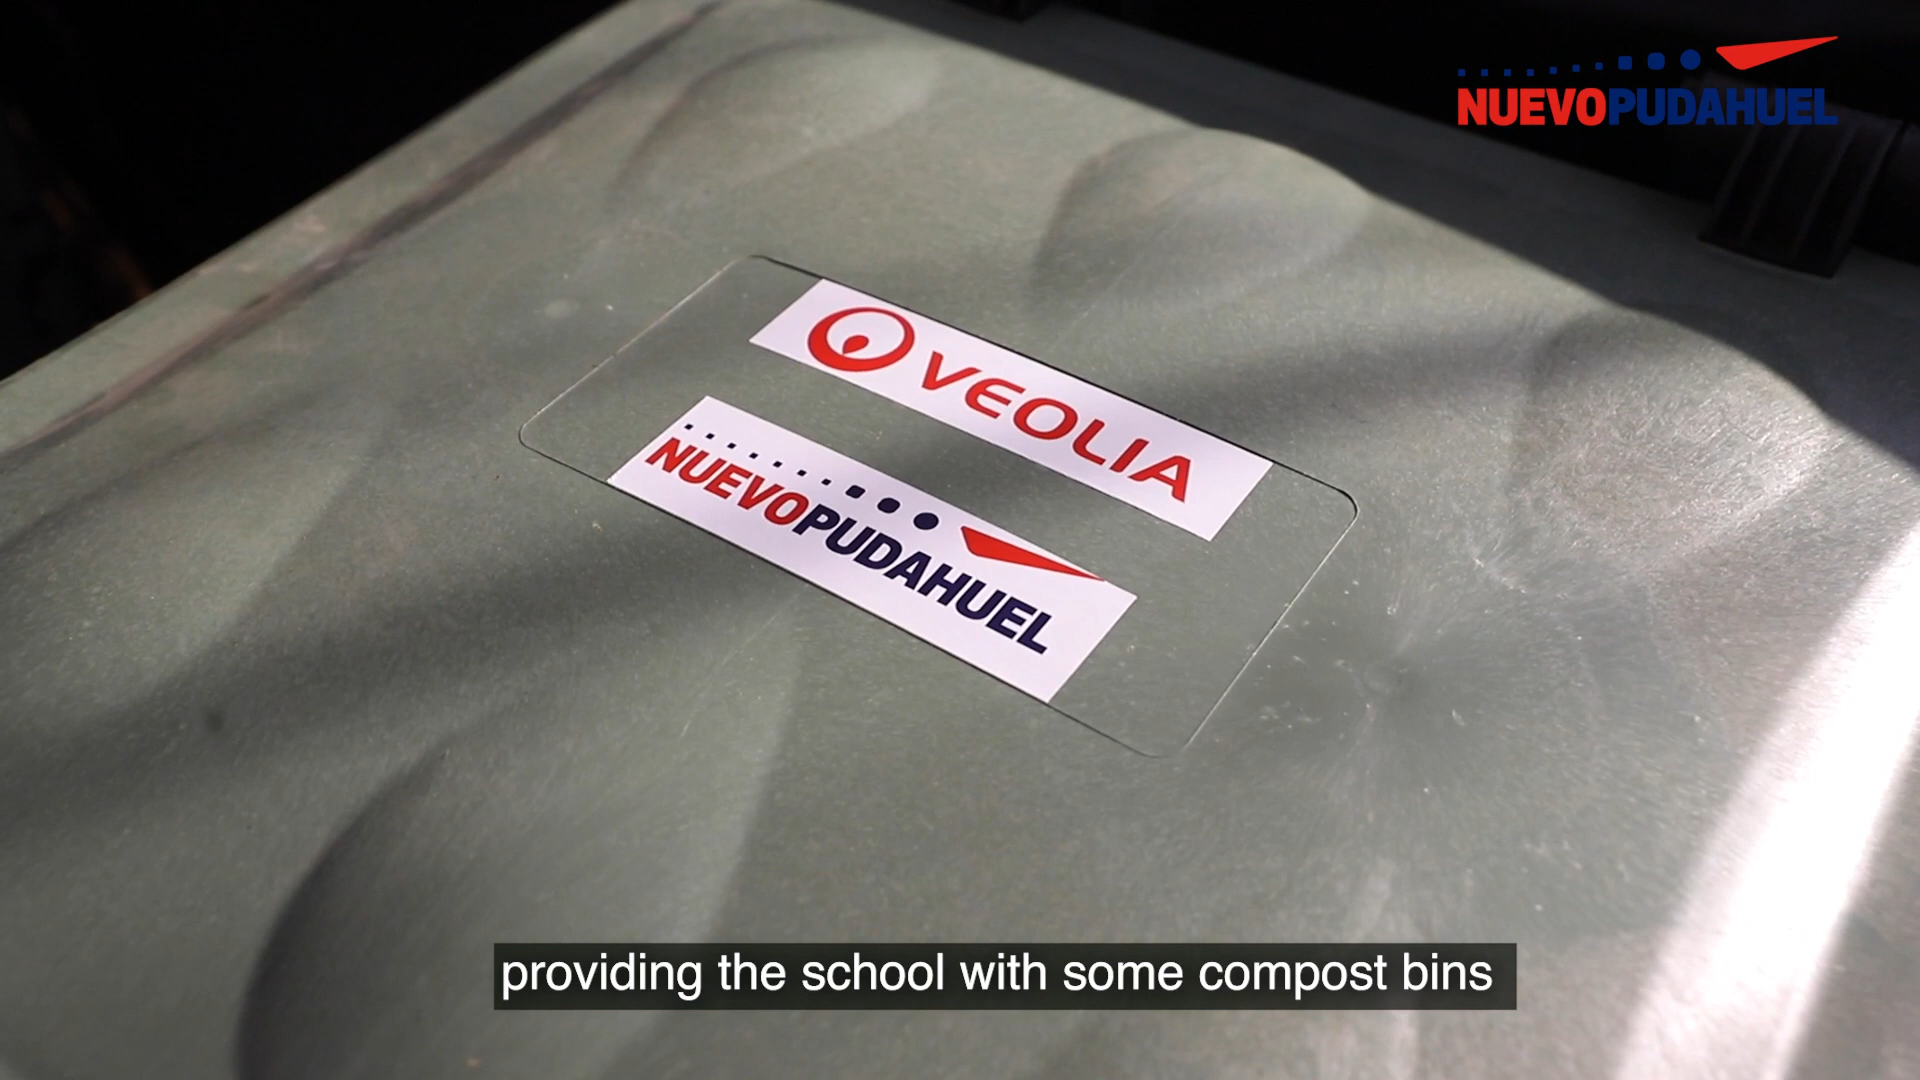 NUEVOPUDAHUEL
VEOLIA
NUEVOPUDAHUEL
providing the school with some compost bins